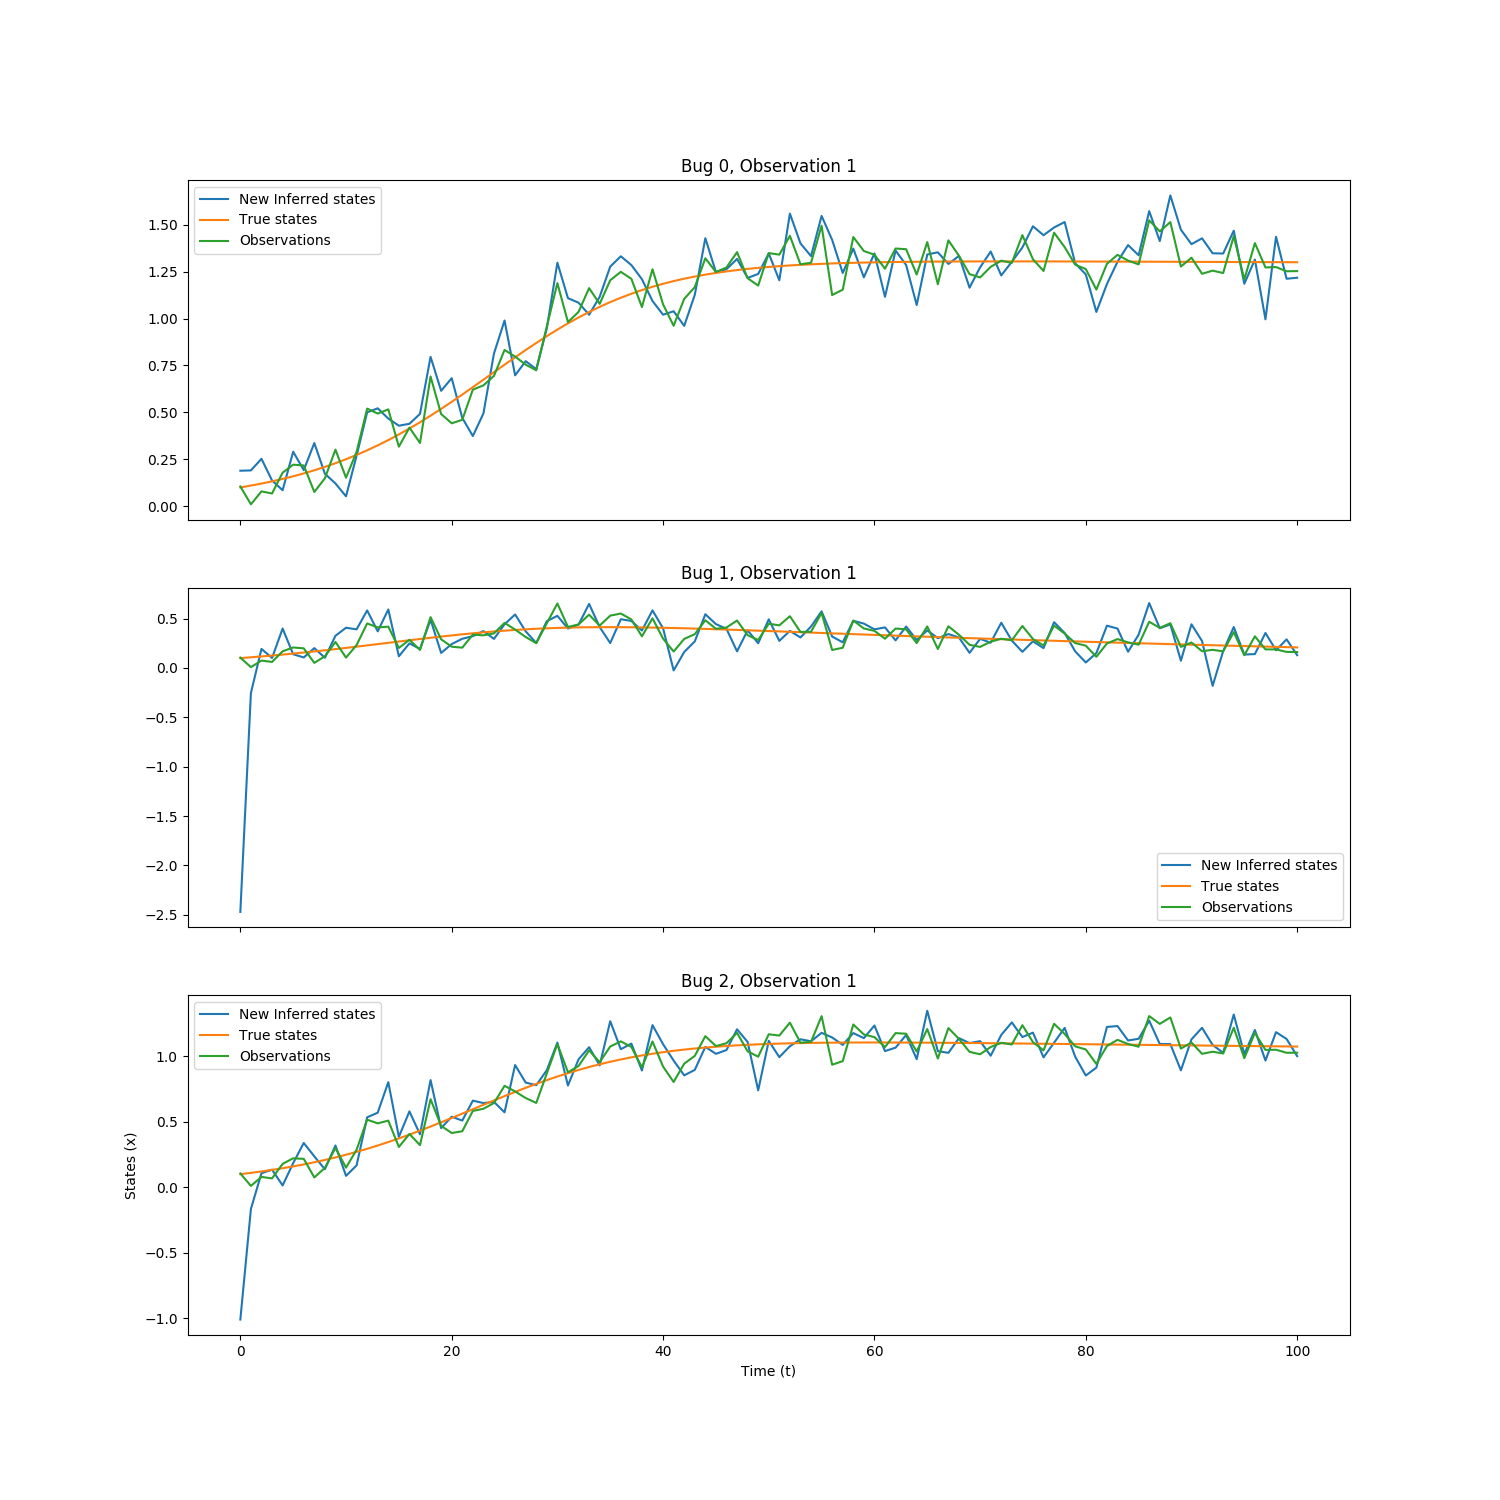 Bug 0, Observation 1
New Inferred states
True states
Observations
1.50
1.25
1.00
0.75
0.50
0.25
0.00
Bug 1, Observation 1
0.5
0.0
−0.5
−1.0
−1.5
−2.0
−2.5
New Inferred states
True states
Observations
Bug 2, Observation 1
New Inferred states
True states
Observations
1.0
0.5
0.0
−0.5
−1.0
States (x)
0 20 40 60 80 100
Time (t)